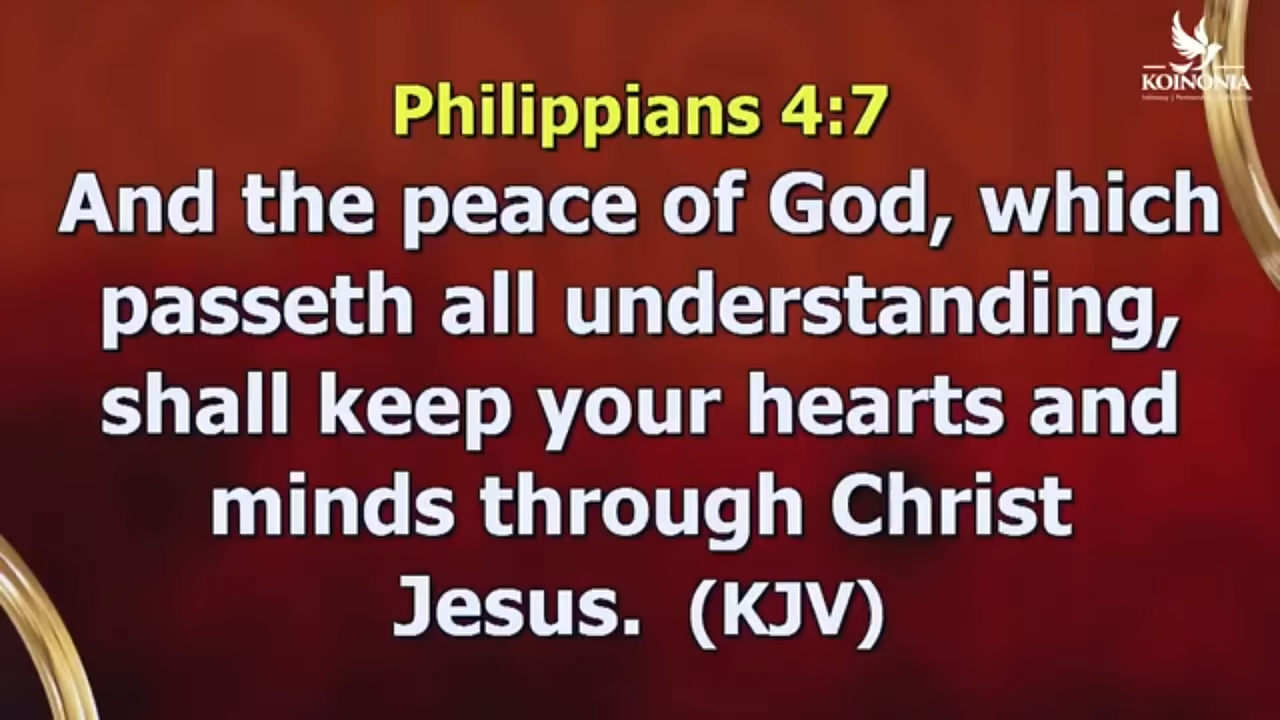 KOINONIA
Philippians 4:7
And the peace of God, which
passeth all understanding,
shall keep your hearts and
minds through Christ
Jesus. (KJV)